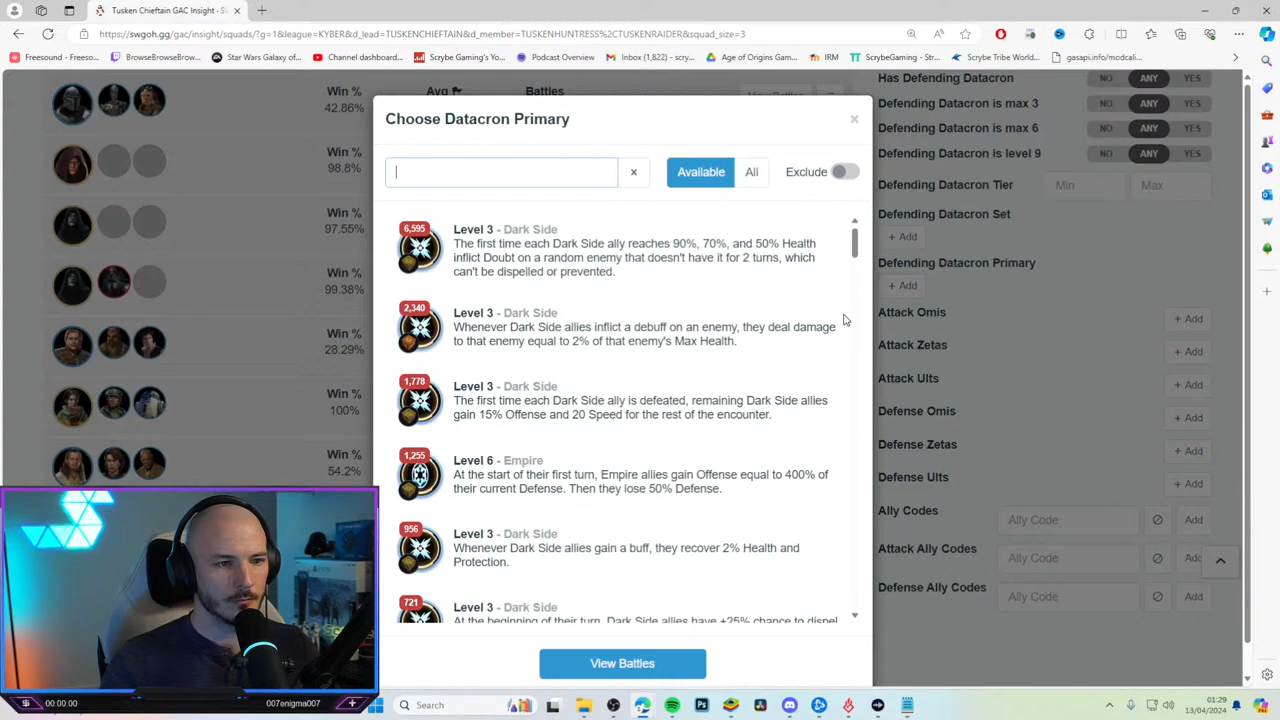 Tusken Chieftain GAC Insight · S
https://swgoh.gg/gac/insight/squads/?g=1&league=KYBER&d_lead=TUSKENCHIEFTAIN&d_member=TUSKENHUNTRESS%2CTUSKENRAIDER&squad_size=3
Freesound - Freeso...
BrowseBrowseBrow...
Star Wars Galaxy of...
Channel dashboard...
Scrybe Gaming's Yo...
Podcast Overview
Inbox (1,822) - scry...
Age of Origins Gam...
IRM
ScrybeGaming - Str...
Scrybe Tribe World...
gasapi.info/modcali...
Win %
42.86%
Avg
Battles
Win %
98.8%
Win %
97.55%
Win %
99.38%
Win %
28.29%
Win %
100%
Win %
54.2%
Choose Datacron Primary
×
×
Available
All
Exclude
6,595
Level 3 - Dark Side
The first time each Dark Side ally reaches 90%, 70%, and 50% Health
inflict Doubt on a random enemy that doesn't have it for 2 turns, which
can't be dispelled or prevented.
2,340
Level 3 - Dark Side
Whenever Dark Side allies inflict a debuff on an enemy, they deal damage
to that enemy equal to 2% of that enemy's Max Health.
1,778
Level 3 - Dark Side
The first time each Dark Side ally is defeated, remaining Dark Side allies
gain 15% Offense and 20 Speed for the rest of the encounter.
1,255
Level 6 - Empire
At the start of their first turn, Empire allies gain Offense equal to 400% of
their current Defense. Then they lose 50% Defense.
956
Level 3 - Dark Side
Whenever Dark Side allies gain a buff, they recover 2% Health and
Protection.
721
Level 3 - Dark Side
At the beginning of their turn, Dark Side allies have +25% chance to dispel
View Battles
Has Defending Datacron
NO ANY YES
Defending Datacron is max 3
NO ANY YES
Defending Datacron is max 6
NO ANY YES
Defending Datacron is level 9
NO ANY YES
Defending Datacron Tier
Min
Max
Defending Datacron Set
+ Add
Defending Datacron Primary
+ Add
Attack Omis
+ Add
Attack Zetas
+ Add
Attack Ults
+ Add
Defense Omis
+ Add
Defense Zetas
+ Add
Defense Ults
+ Add
Ally Codes
Ally Code
Add
Attack Ally Codes
Ally Code
Add
Defense Ally Codes
Ally Code
Add
00:00:00
007enigma007
Search
01:29
13/04/2024